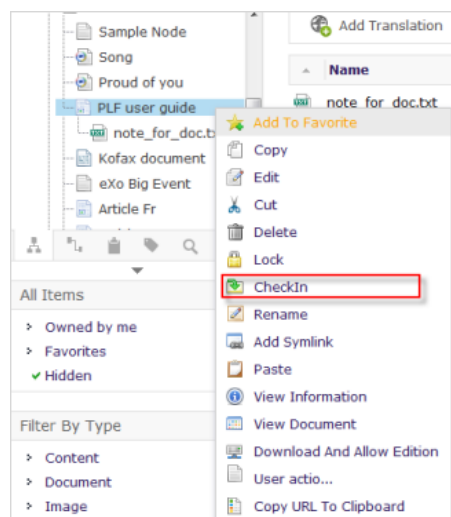 Sample Node
Song
Proud of you
PLF user guide
note_for_doc.t
Kofax document
eXo Big Event
Article Fr
All Items
Owned by me
Favorites
Hidden
Filter By Type
Content
Document
Image
Add Translation
Name
note_for_doc.txt
Add To Favorite
Copy
Edit
Cut
Delete
Lock
CheckIn
Rename
Add Symlink
Paste
View Information
View Document
Download And Allow Edition
User actio...
Copy URL To Clipboard